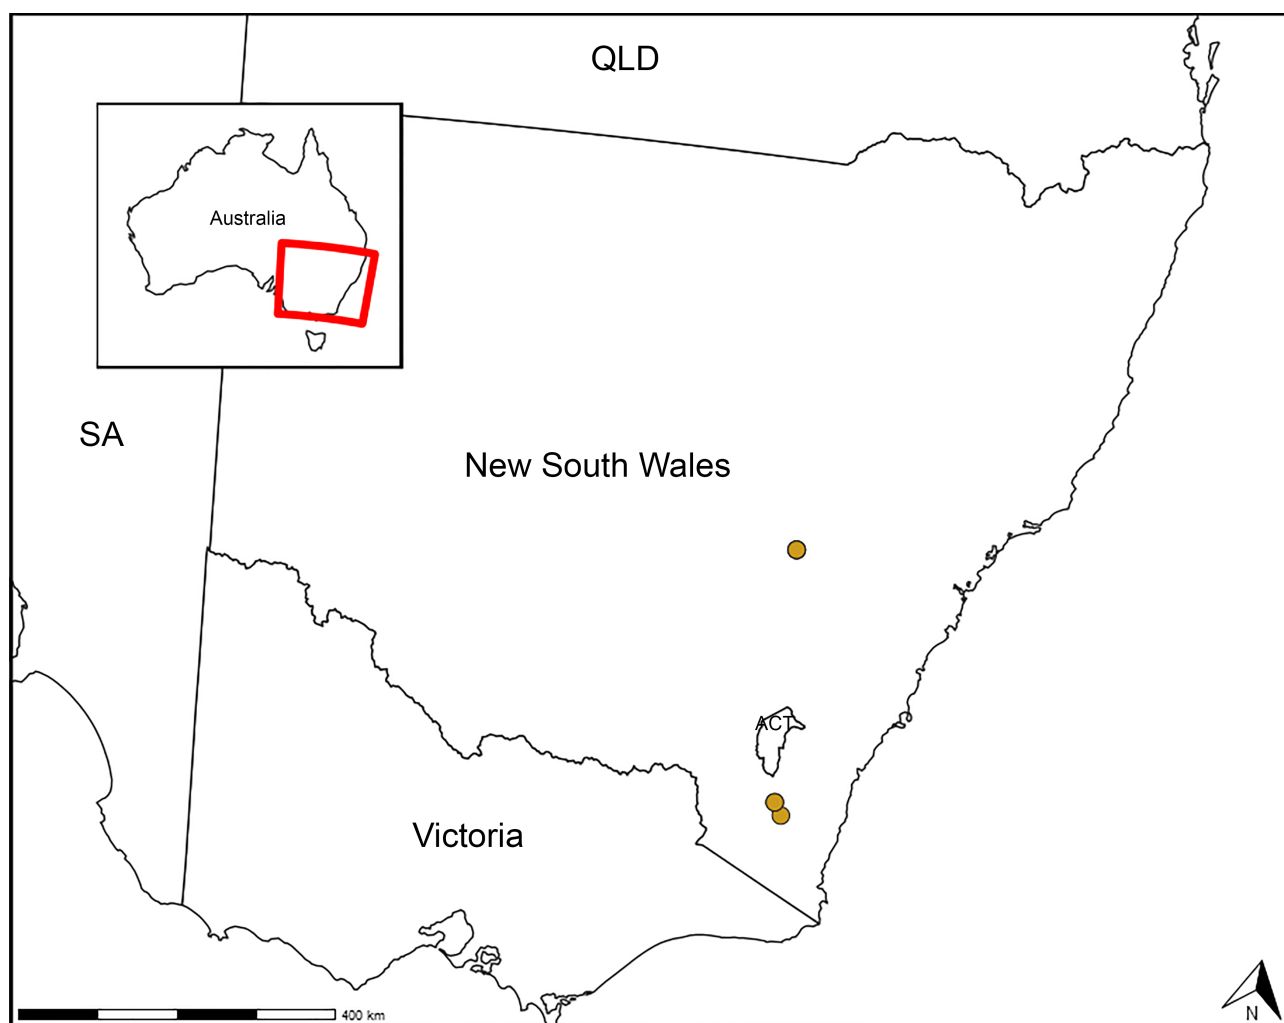 QLD
Australia
SA
New South Wales
ACT
Victoria
400 km
N